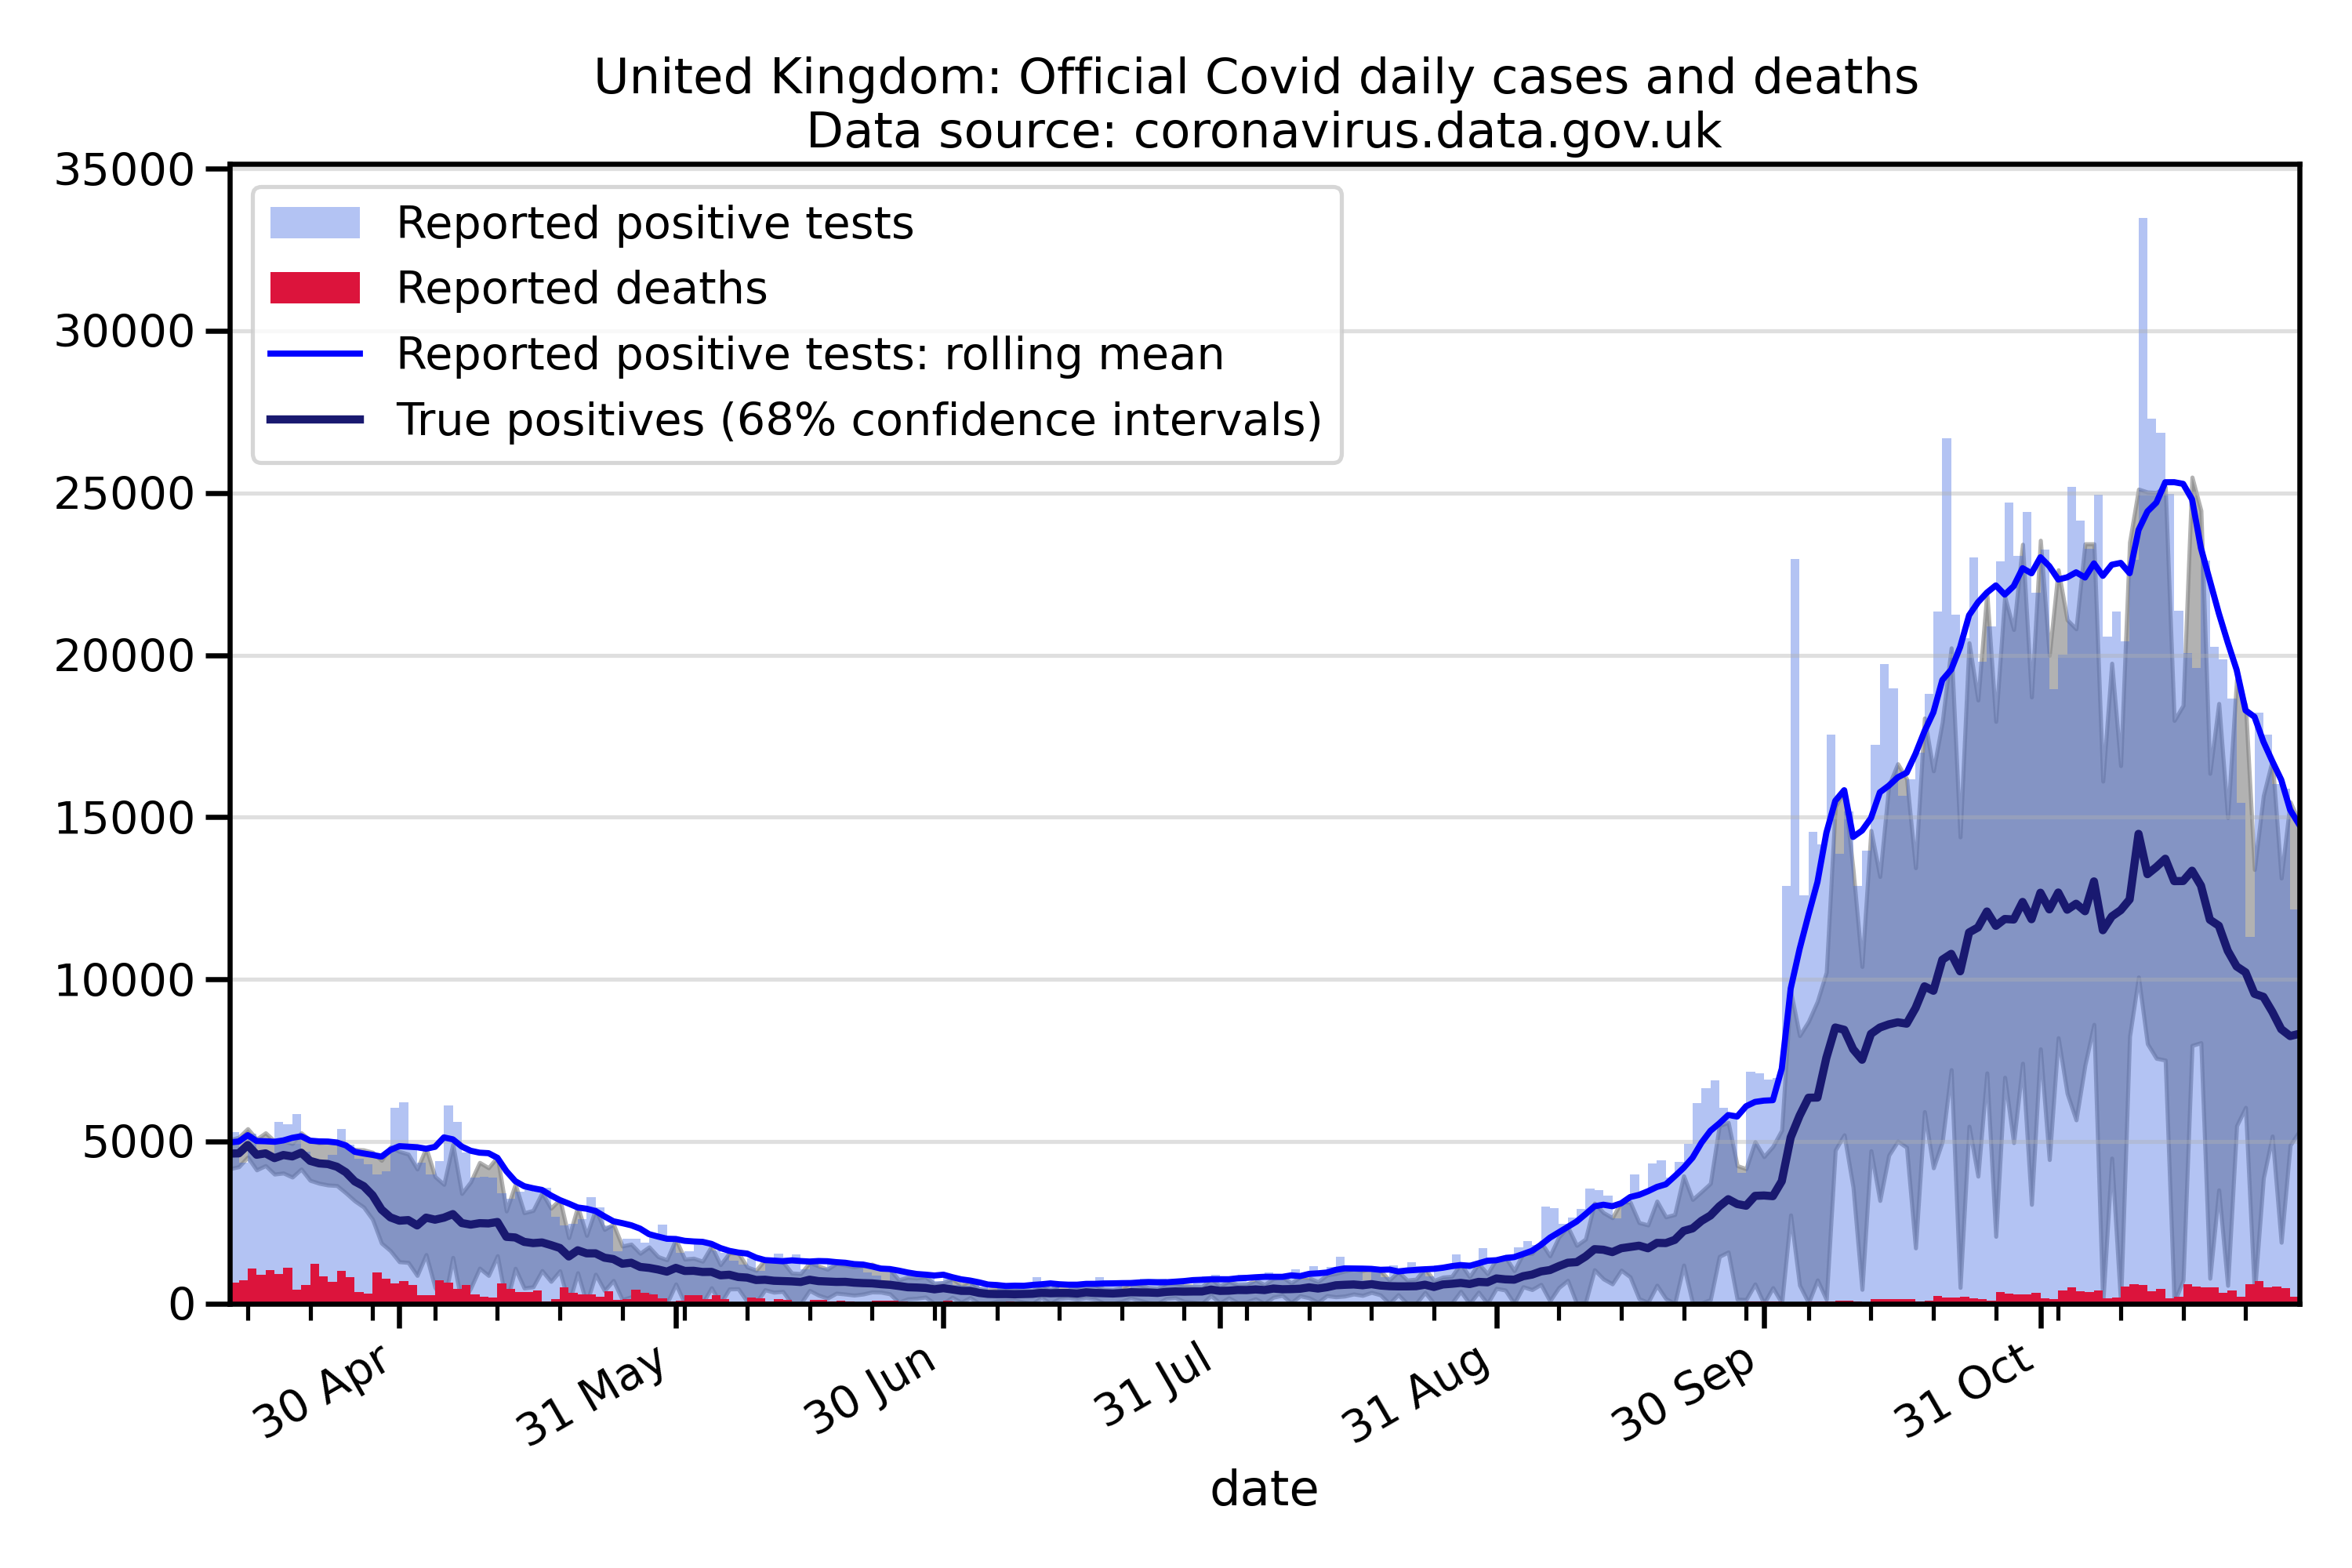 United Kingdom: Official Covid daily cases and deaths
Data source: coronavirus.data.gov.uk
35000
30000
25000
20000
15000
10000
5000
0
Reported positive tests
Reported deaths
Reported positive tests: rolling mean
True positives (68% confidence intervals)
30 Apr
31 May
30 Jun
31 Jul
31 Aug
30 Sep
31 Oct
date